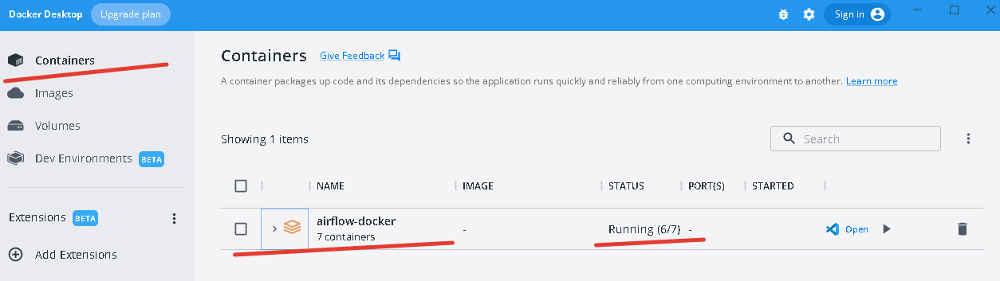 Docker Desktop Upgrade plan Sign in
Containers
Images
Volumes
Dev Environments BETA
Extensions BETA
Add Extensions
Containers Give Feedback
A container packages up code and its dependencies so the application runs quickly and reliably from one computing environment to another. Learn more
Showing 1 items Search
NAME IMAGE STATUS PORT(S) STARTED
airflow-docker
7 containers - Running (6/7) - Open